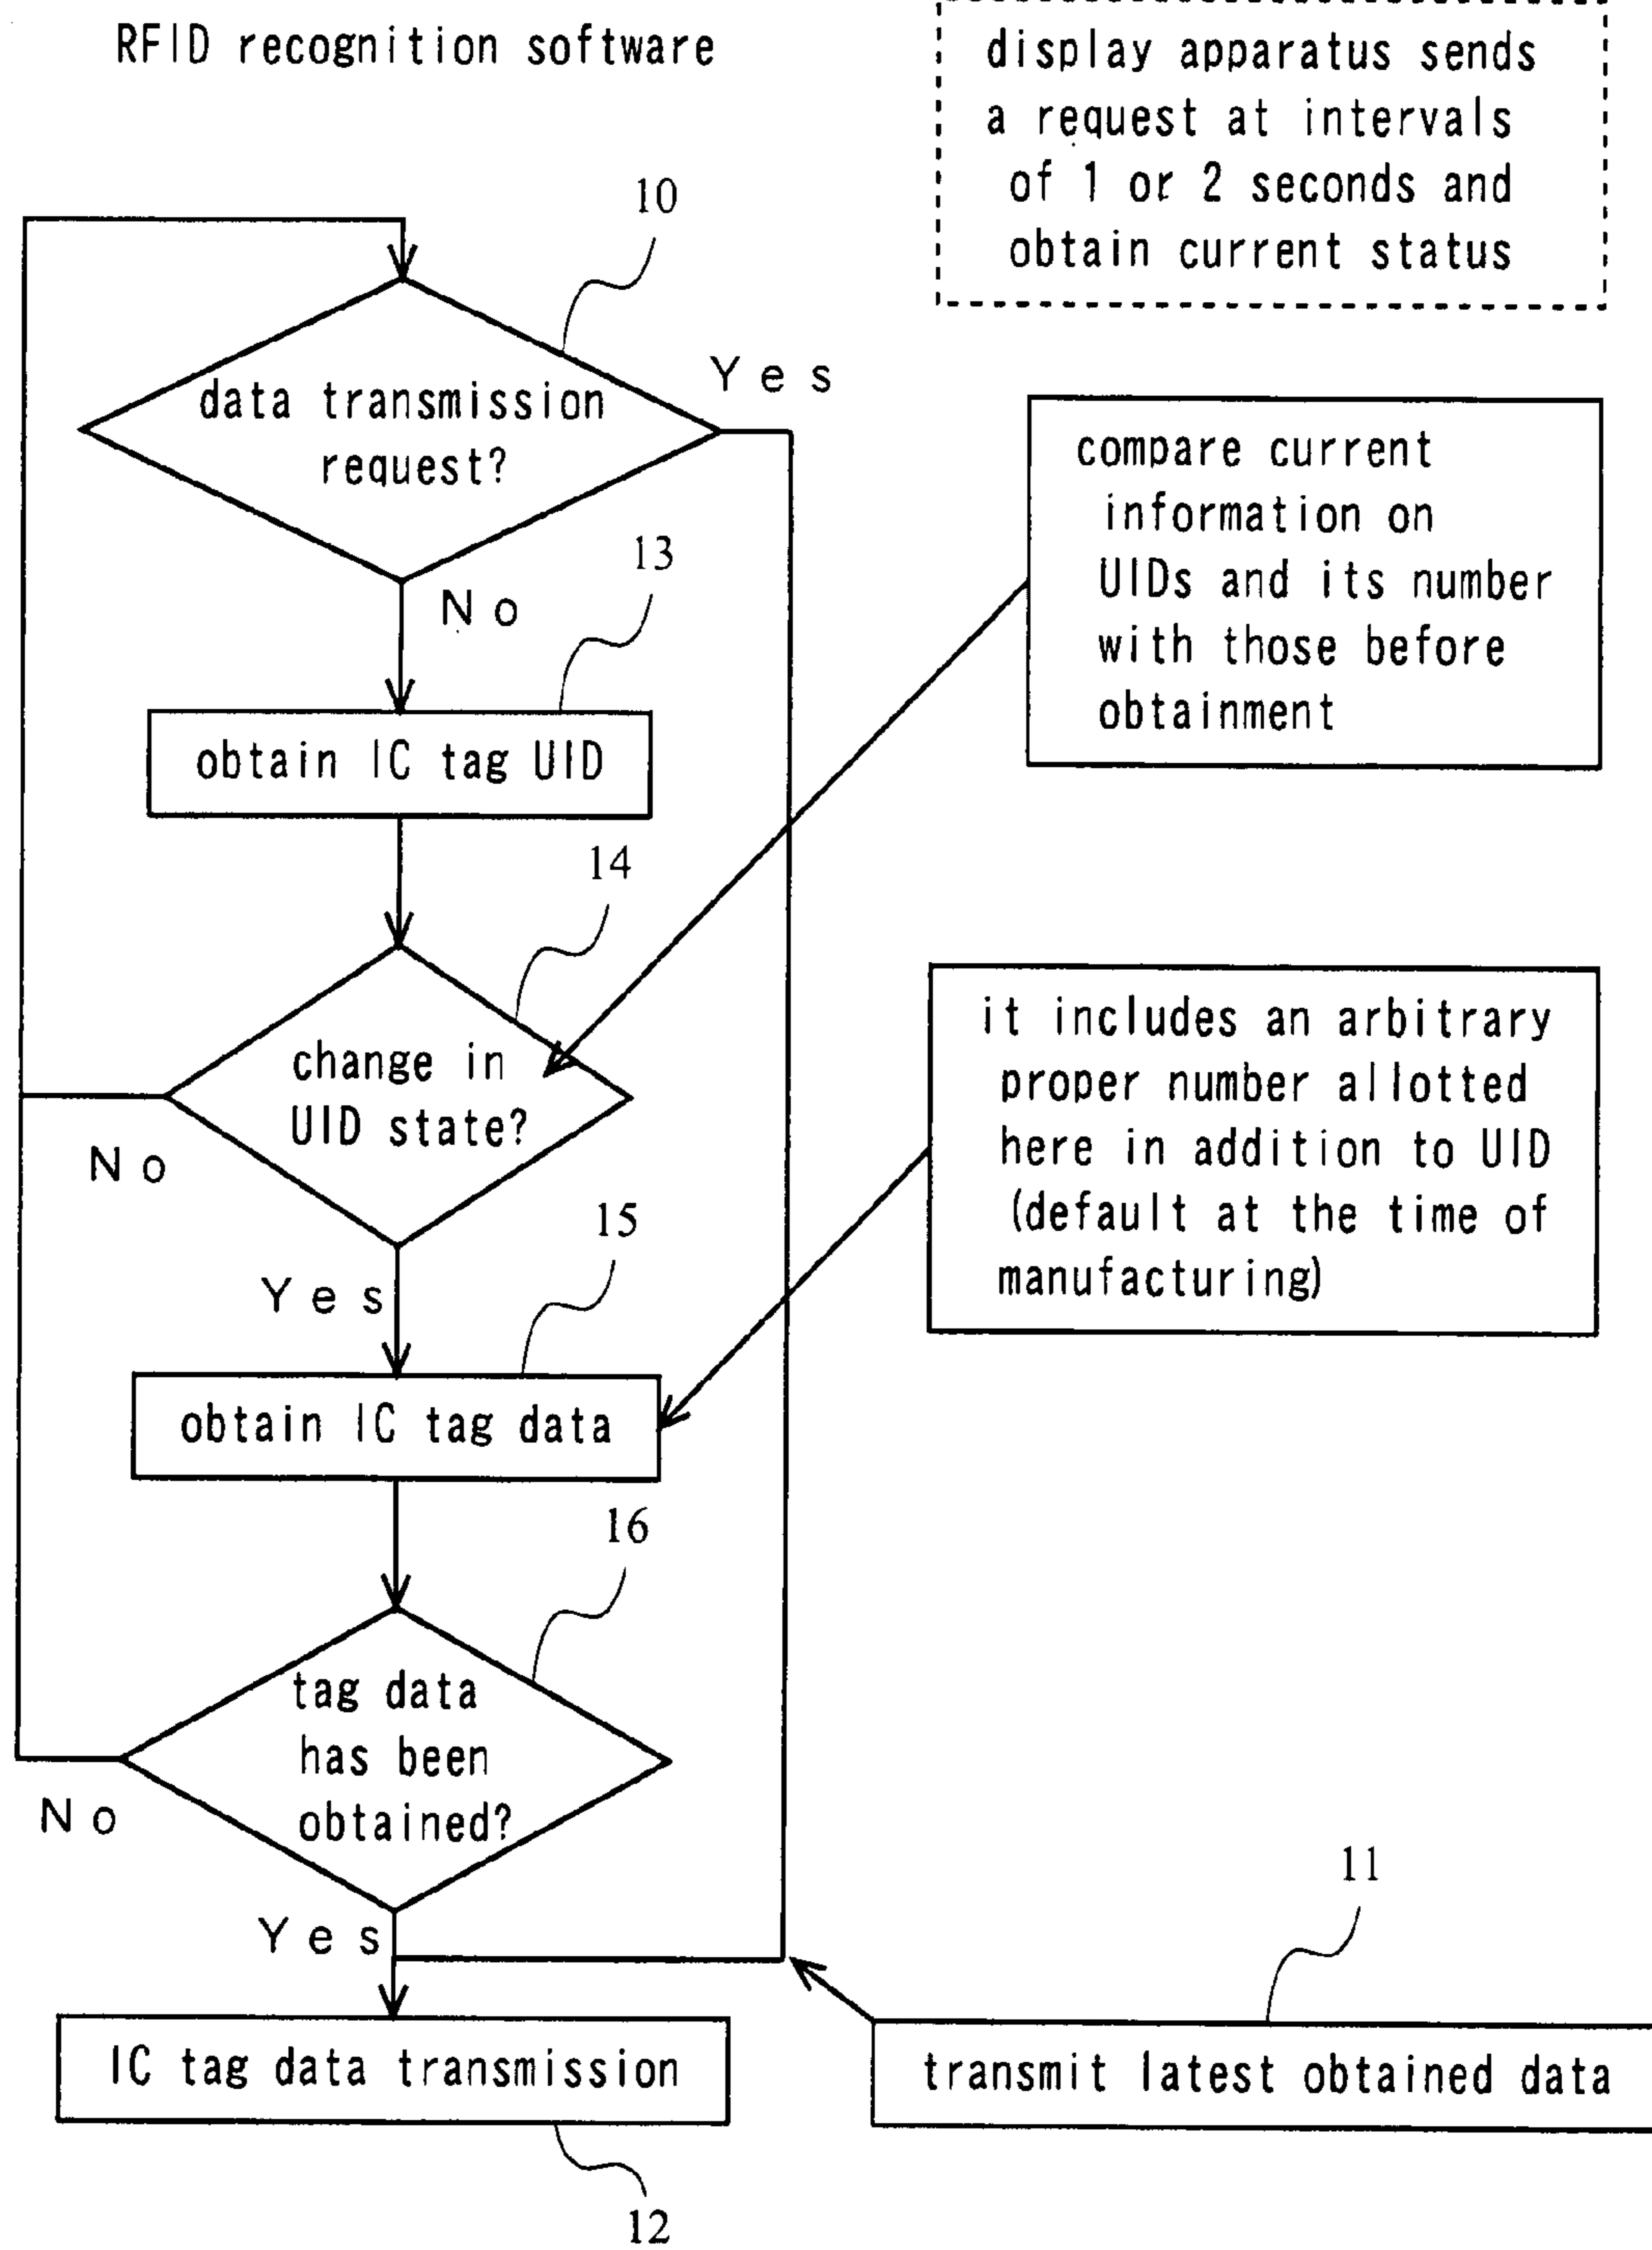 RFID recognition software
display apparatus sends
a request at intervals
of 1 or 2 seconds and
obtain current status
10
data transmission
request?
Yes
No
compare current
information on
UIDs and its number
with those before
obtainment
13
obtain IC tag UID
14
change in
UID state?
No
Yes
it includes an arbitrary
proper number allotted
here in addition to UID
(default at the time of
manufacturing)
15
obtain IC tag data
16
tag data
has been
obtained?
No
Yes
11
transmit latest obtained data
IC tag data transmission
12